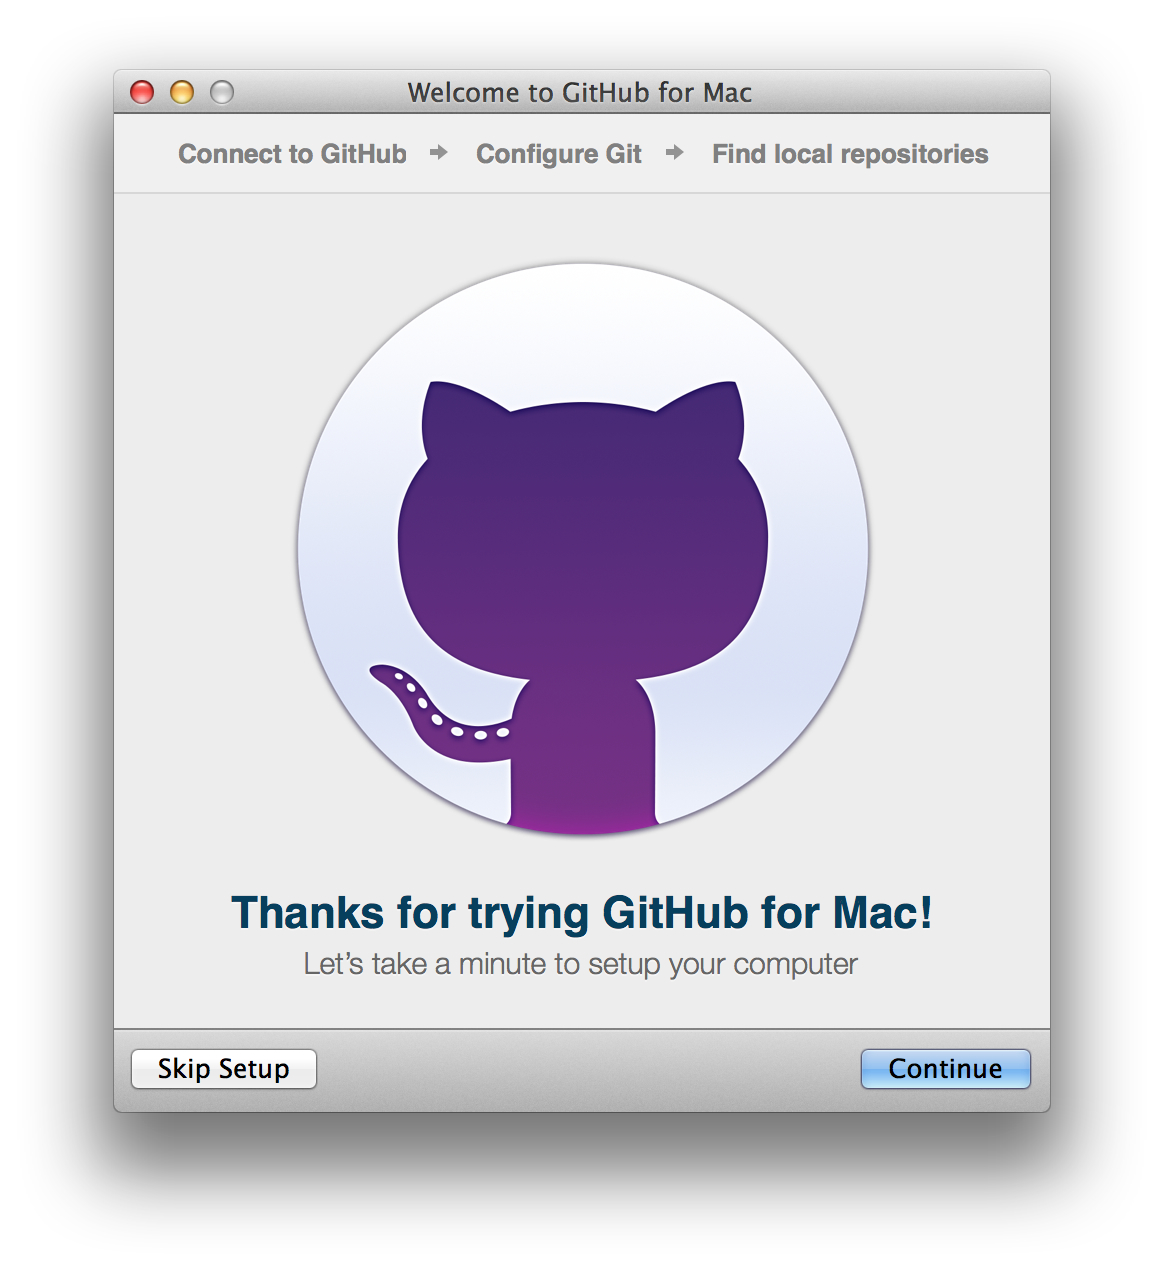 Welcome to GitHub for Mac
Connect to GitHub Configure Git Find local repositories
Thanks for trying GitHub for Mac!
Let’s take a minute to setup your computer
Skip Setup Continue